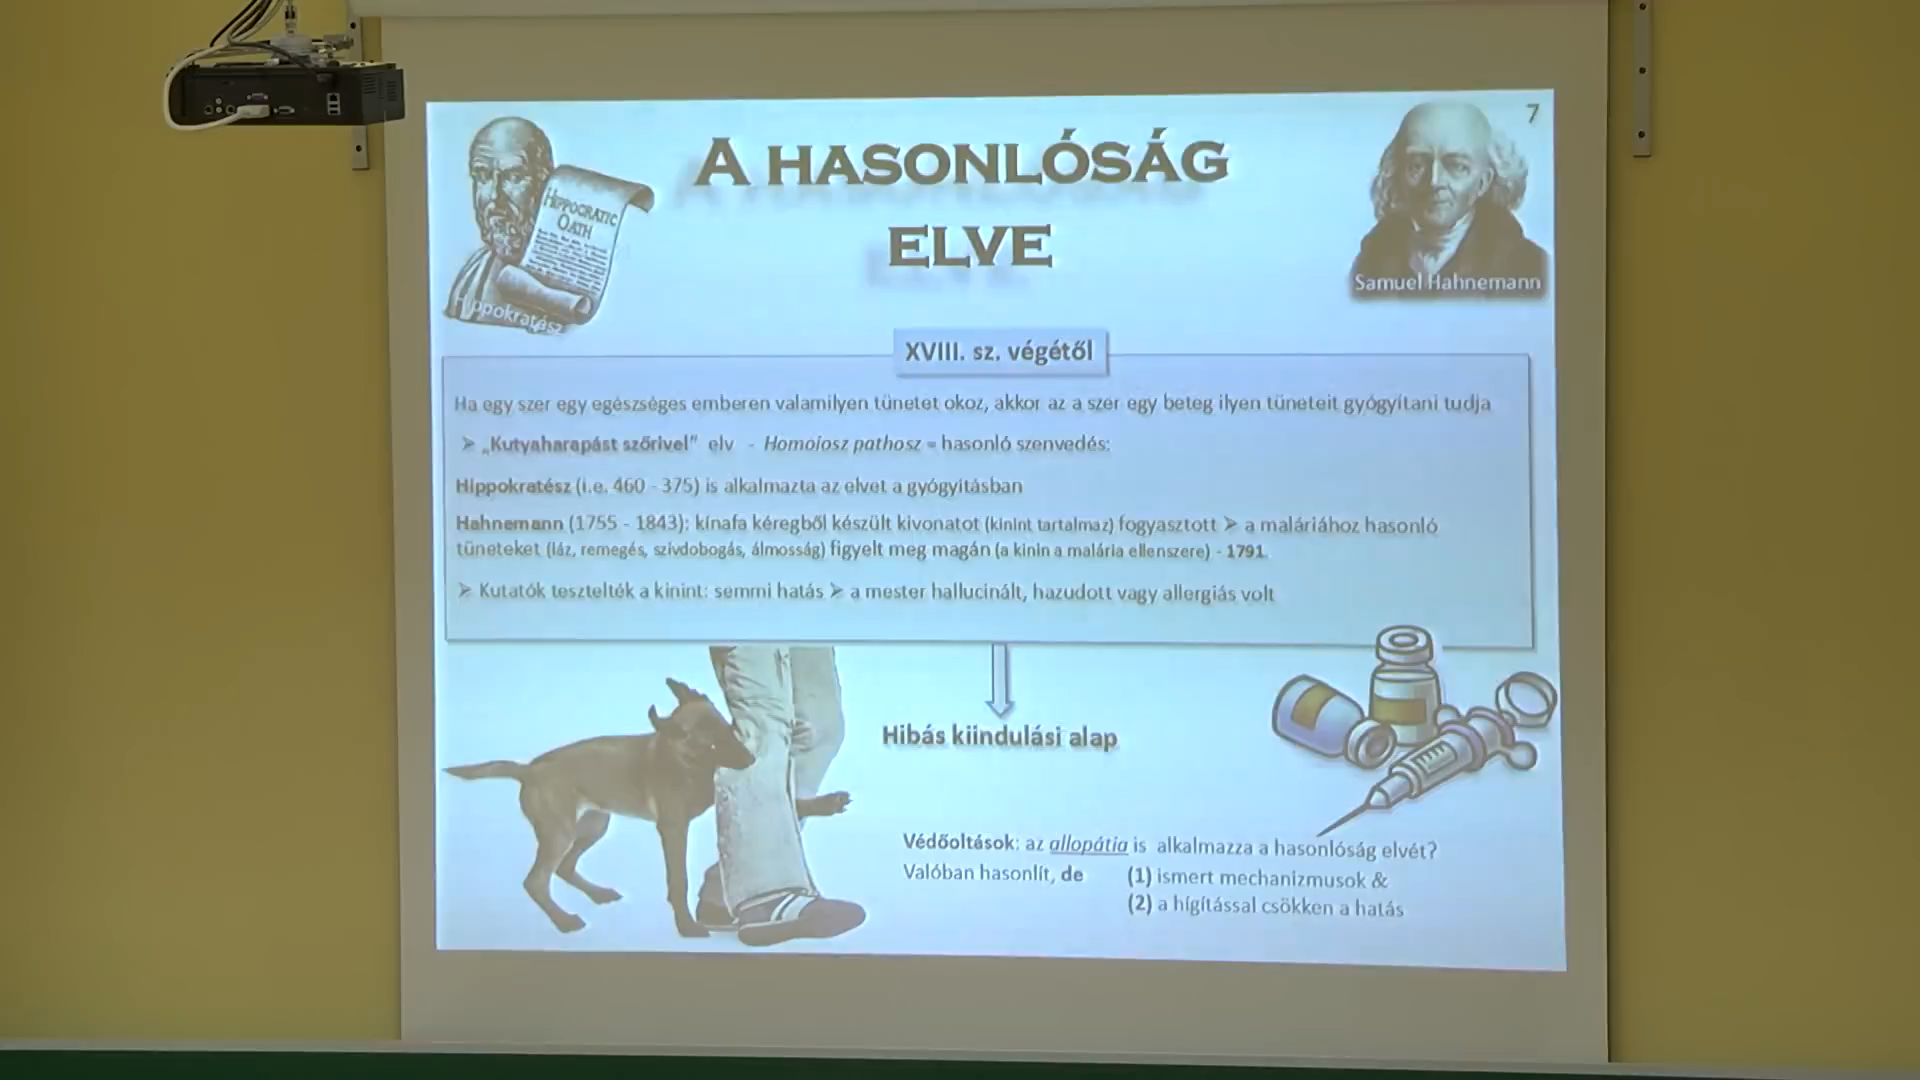 7
A HASONLÓSÁG
ELVE
HIPPOCRATIC
OATH
Hippokratész
Samuel Hahnemann
XVIII. sz. végétől
Ha egy szer egy egészséges emberen valamilyen tünetet okoz, akkor az a szer egy beteg ilyen tüneteit gyógyítani tudja
➢ „Kutyaharapást szőrivel" elv - Homoiosz pathosz = hasonló szenvedés;
Hippokratész (i.e. 460 - 375) is alkalmazta az elvet a gyógyításban
Hahnemann (1755 - 1843): kínafa kéregből készült kivonatot (kinint tartalmaz) fogyasztott ➢ a maláriához hasonló
tüneteket (láz, remegés, szívdobogás, álmosság) figyelt meg magán (a kinin a malária ellenszere) - 1791.
➢ Kutatók tesztelték a kinint: semmi hatás ➢ a mester hallucinált, hazudott vagy allergiás volt
Hibás kiindulási alap
Védőoltások: az allopátia is alkalmazza a hasonlóság elvét?
Valóban hasonlít, de (1) ismert mechanizmusok &
(2) a hígítással csökken a hatás